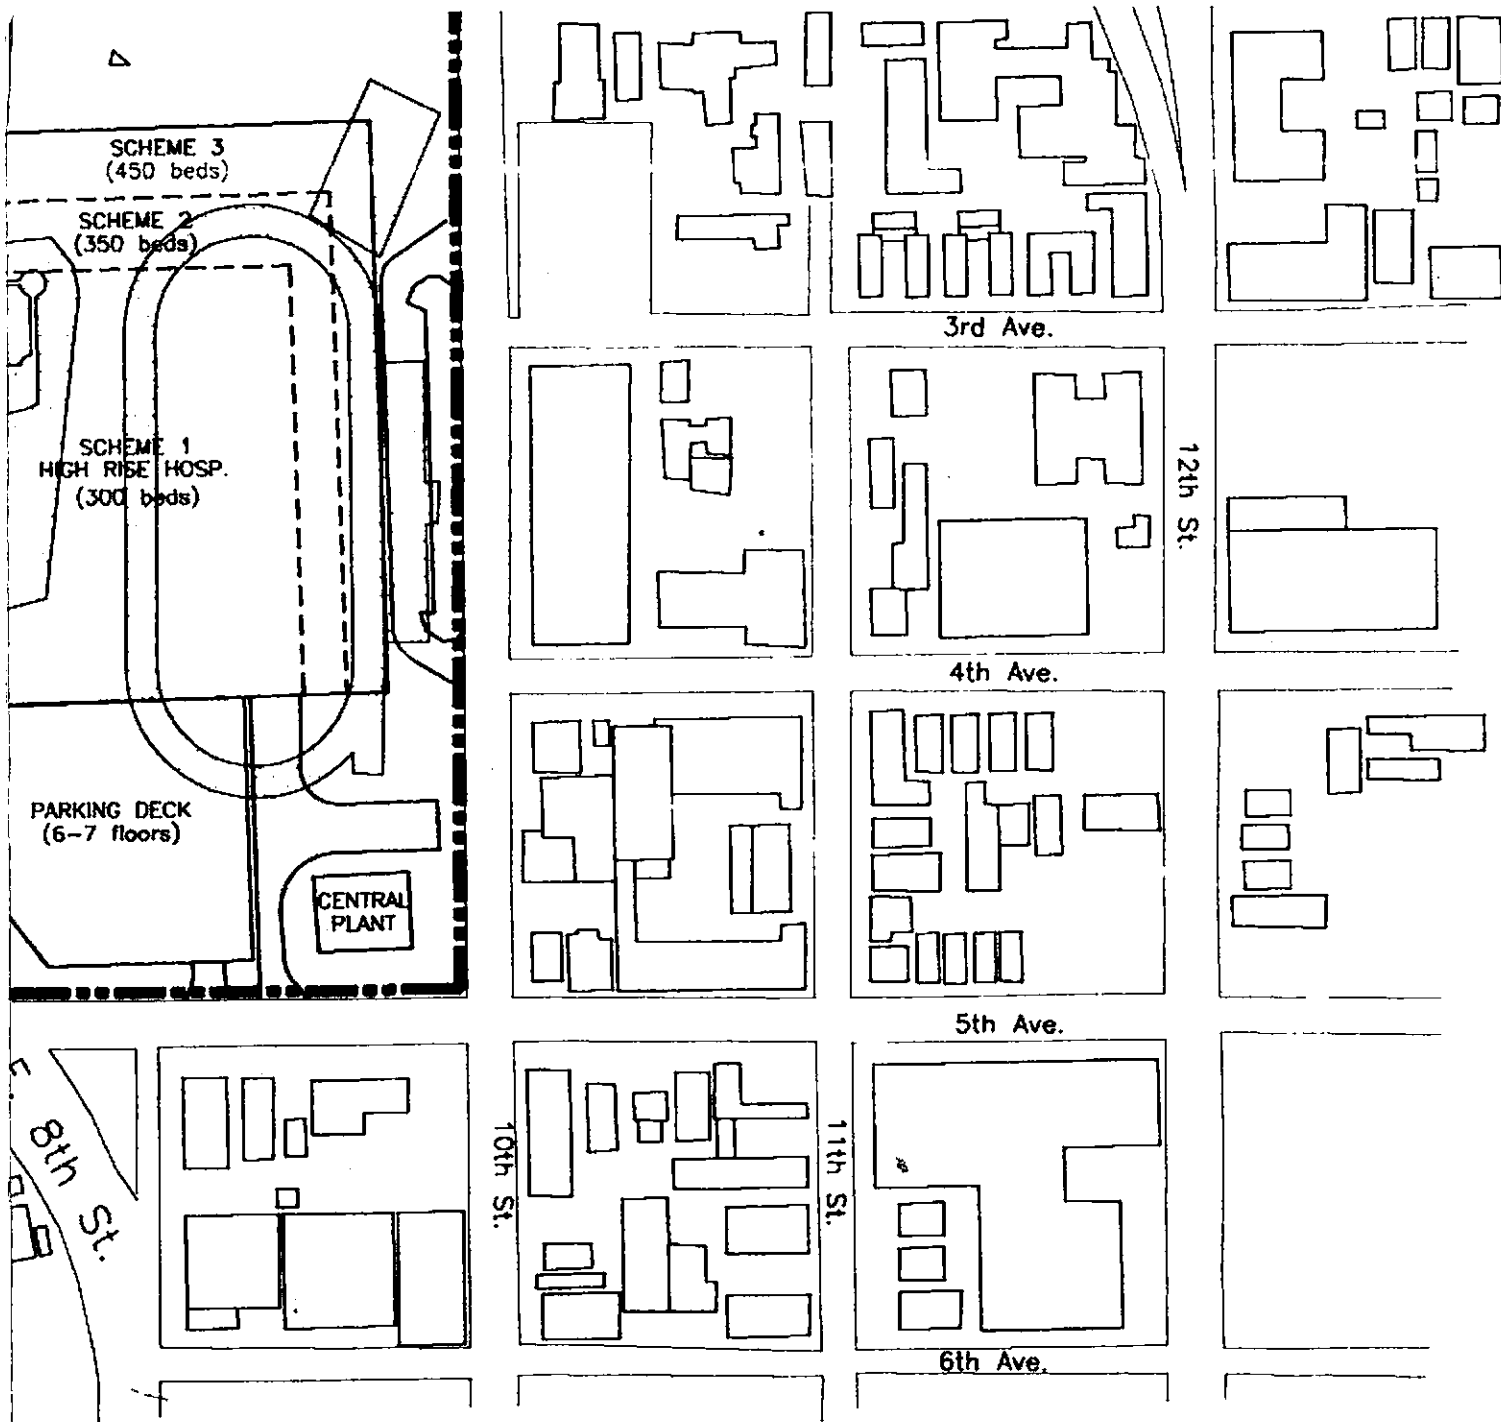 SCHEME 3
(450 beds)
SCHEME 2
(350 beds)
3rd Ave.
SCHEME 1
HIGH RISE HOSP.
(300 beds)
12th St.
4th Ave.
PARKING DECK
(6-7 floors)
CENTRAL
PLANT
5th Ave.
8th St.
10th St.
11th St.
6th Ave.